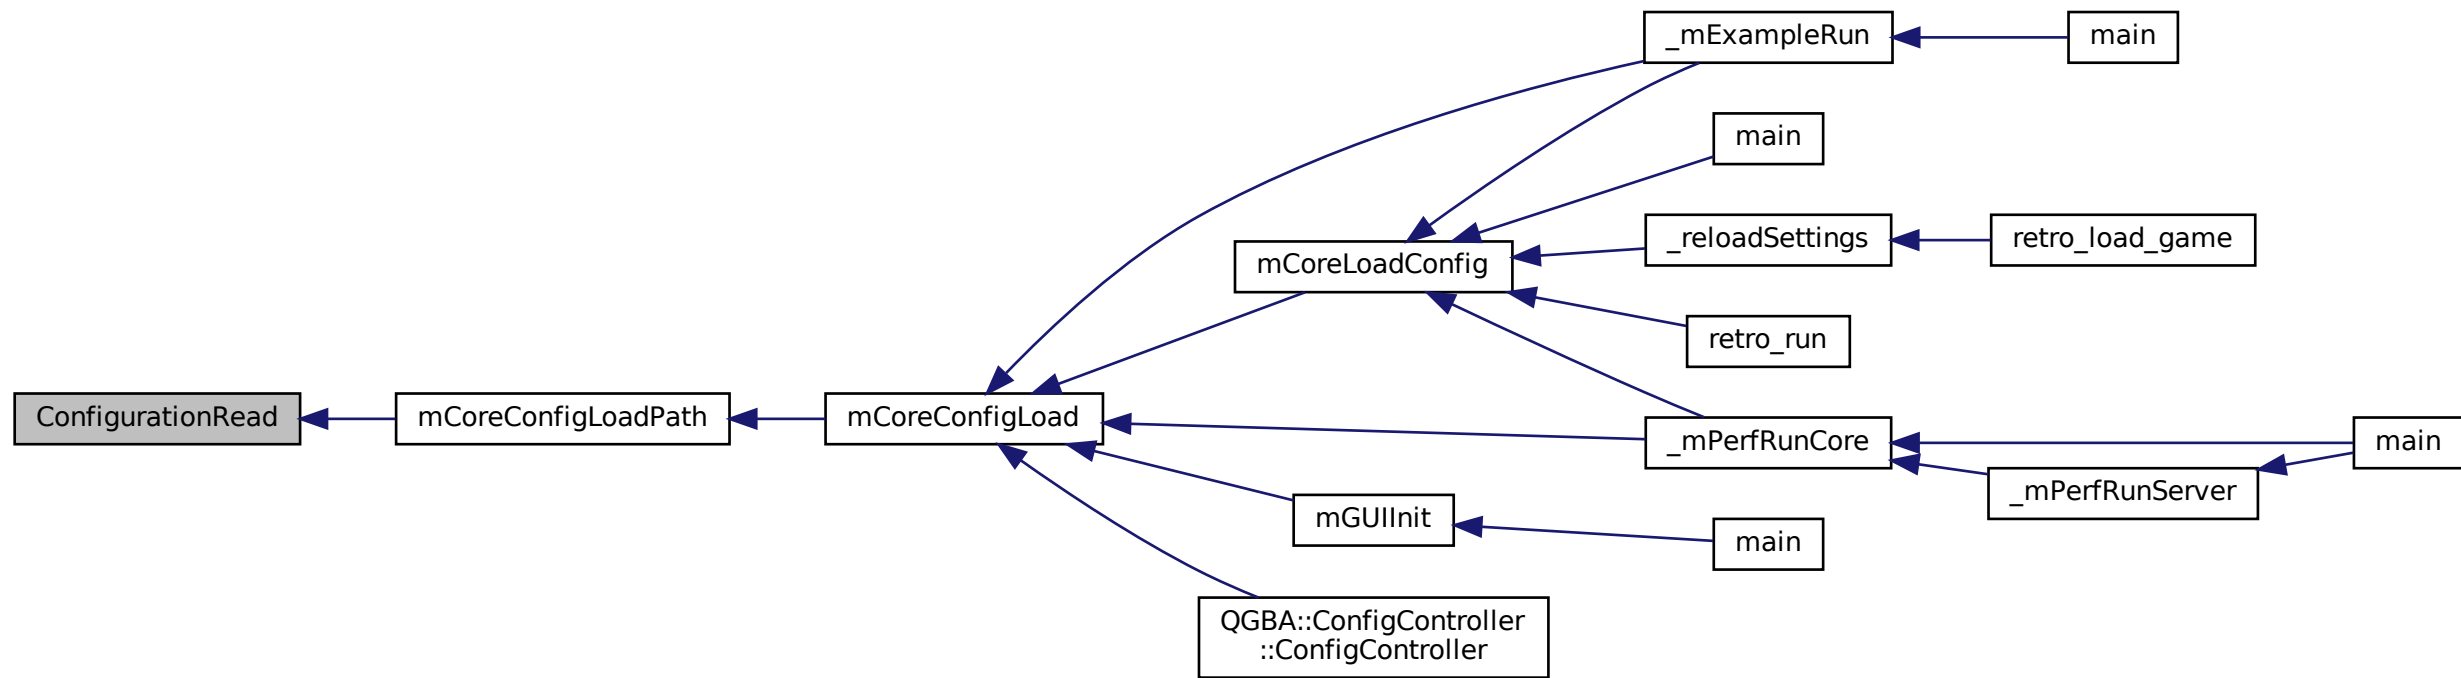 _mExampleRun
main
main
_reloadSettings
retro_load_game
mCoreLoadConfig
retro_run
ConfigurationRead
mCoreConfigLoadPath
mCoreConfigLoad
_mPerfRunCore
main
_mPerfRunServer
mGUIInit
main
QGBA::ConfigController
::ConfigController